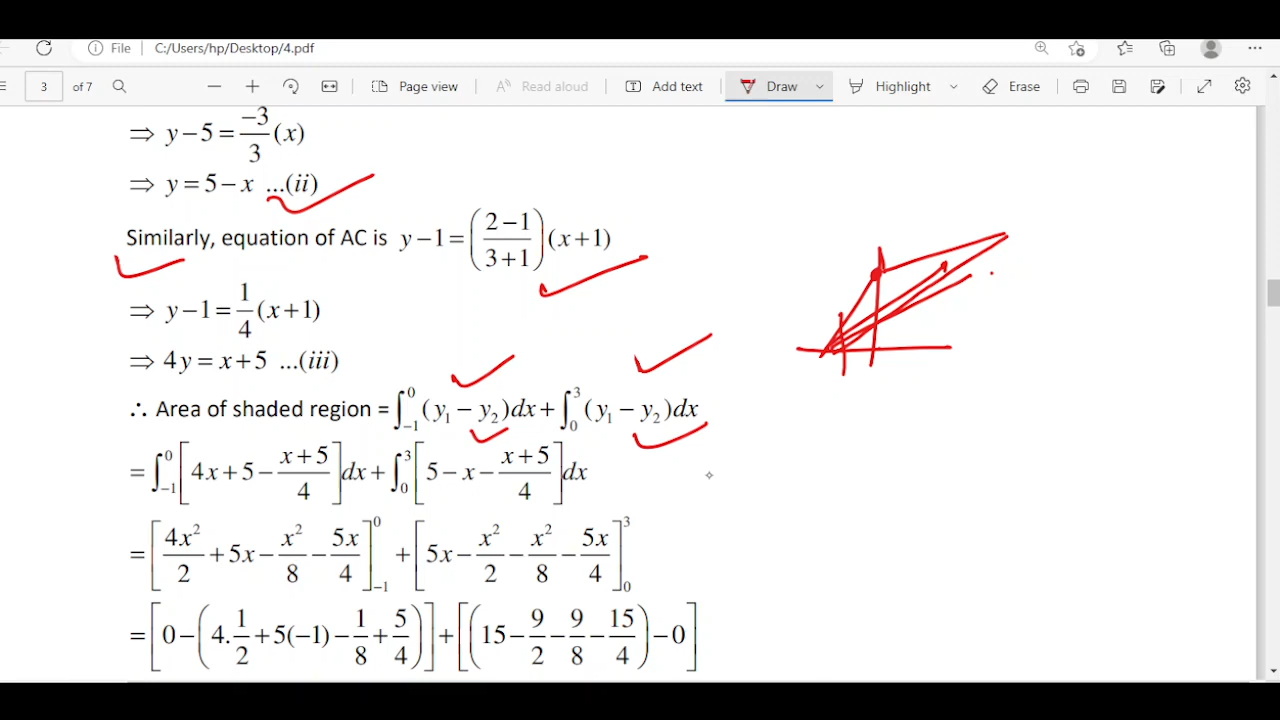 File C:/Users/hp/Desktop/4.pdf
3 of 7 Page view Read aloud Add text Draw Highlight Erase
⇒ y−5 = −3/3 (x)
⇒ y = 5−x ...(ii)
Similarly, equation of AC is y−1 = ((2−1)/(3+1)) (x+1)
⇒ y−1 = 1/4 (x+1)
⇒ 4y = x+5 ...(iii)
∴ Area of shaded region = ∫_{−1}^{0} (y₁ − y₂)dx + ∫_{0}^{3} (y₁ − y₂)dx
= ∫_{−1}^{0} [4x+5 − (x+5)/4]dx + ∫_{0}^{3} [5−x − (x+5)/4]dx
= [4x²/2 + 5x − x²/8 − 5x/4]_{−1}^{0} + [5x − x²/2 − x²/8 − 5x/4]_{0}^{3}
= [0 − (4.1/2 + 5(−1) − 1/8 + 5/4)] + [(15 − 9/2 − 9/8 − 15/4) − 0]